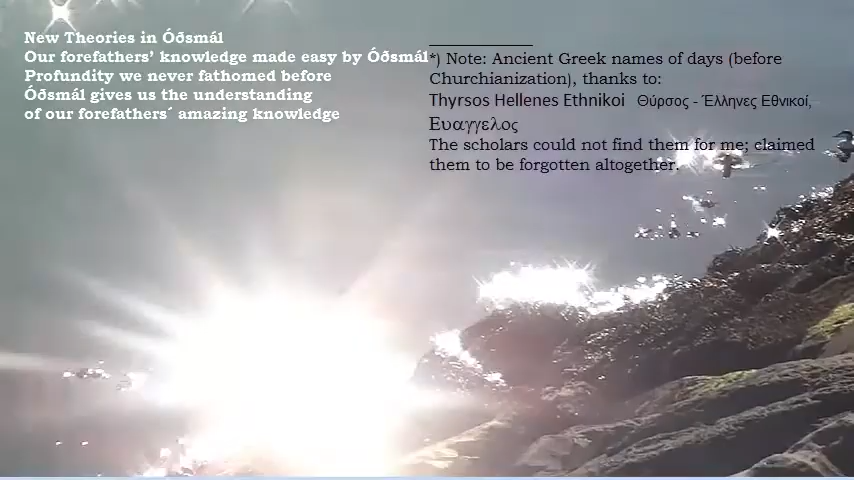 New Theories in Óðsmál
Our forefathers’ knowledge made easy by Óðsmál
Profundity we never fathomed before
Óðsmál gives us the understanding
of our forefathers´ amazing knowledge
*) Note: Ancient Greek names of days (before
Churchianization), thanks to:
Thyrsos Hellenes Ethnikoi Θύρσος - Έλληνες Εθνικοί,
Ευαγγελος
The scholars could not find them for me; claimed
them to be forgotten altogether.